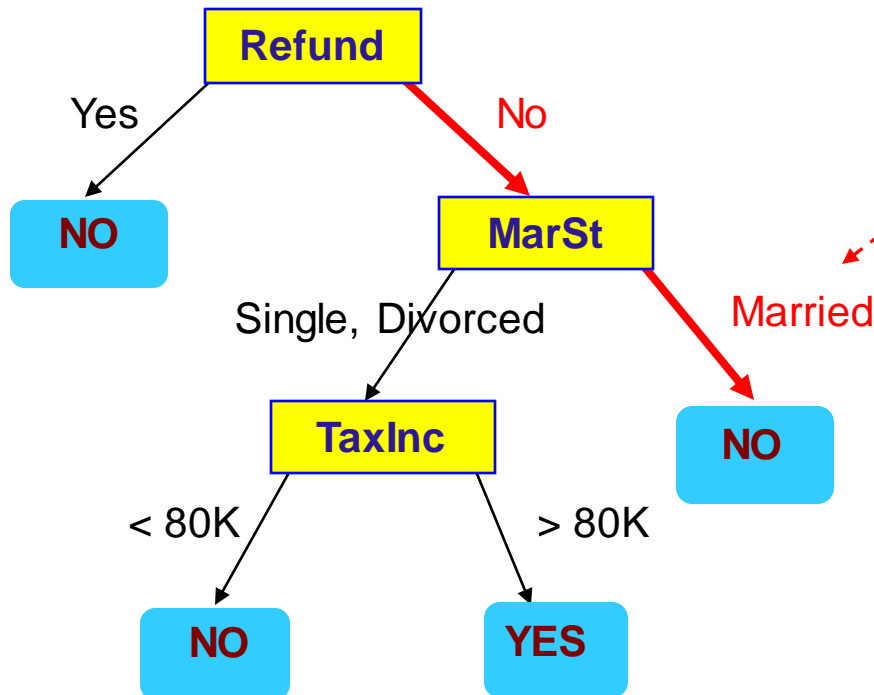 Refund
Yes
No
NO
MarSt
Single, Divorced
Married
TaxInc
NO
< 80K
> 80K
NO
YES